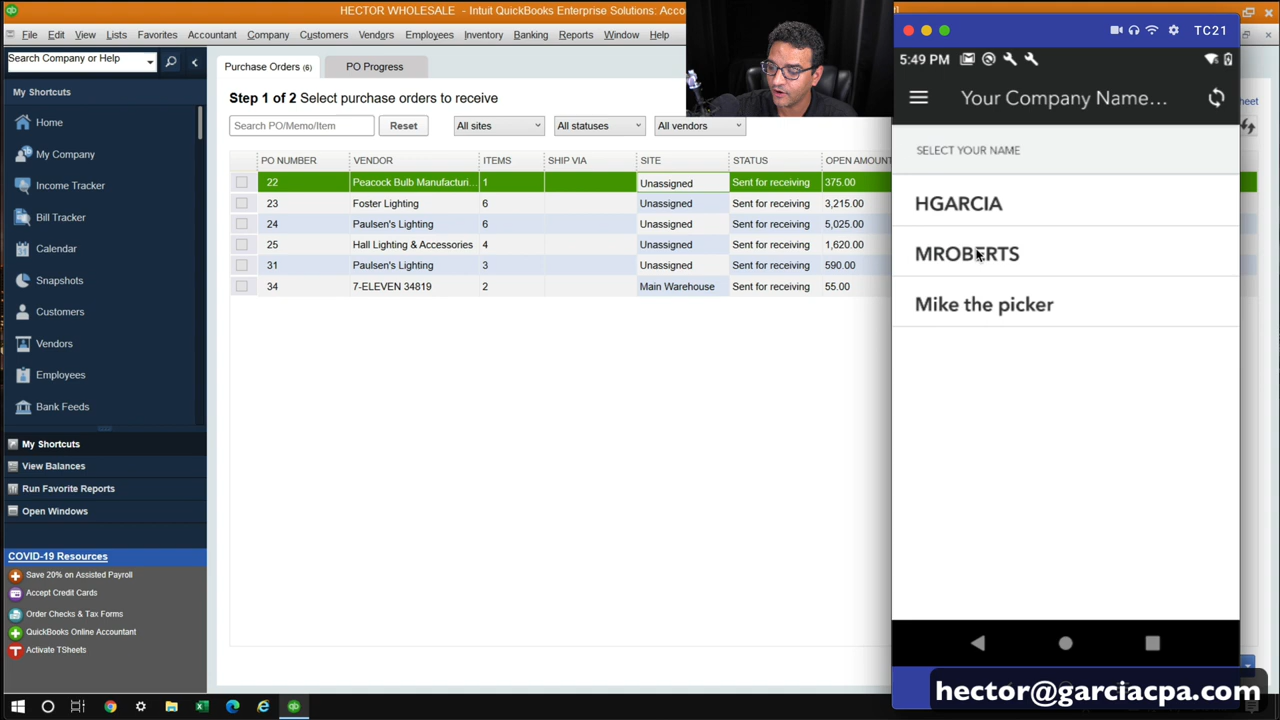 HECTOR WHOLESALE - Intuit QuickBooks Enterprise Solutions: Acco
File Edit View Lists Favorites Accountant Company Customers Vendors Employees Inventory Banking Reports Window Help
Search Company or Help
My Shortcuts
Home
My Company
Income Tracker
Bill Tracker
Calendar
Snapshots
Customers
Vendors
Employees
Bank Feeds
My Shortcuts
View Balances
Run Favorite Reports
Open Windows
COVID-19 Resources
Save 20% on Assisted Payroll
Accept Credit Cards
Order Checks & Tax Forms
QuickBooks Online Accountant
Activate TSheets
Purchase Orders (6) PO Progress
Step 1 of 2 Select purchase orders to receive
Search PO/Memo/Item Reset All sites All statuses All vendors
PO NUMBER VENDOR ITEMS SHIP VIA SITE STATUS OPEN AMOUNT
22 Peacock Bulb Manufacturi... 1 Unassigned Sent for receiving 375.00
23 Foster Lighting 6 Unassigned Sent for receiving 3,215.00
24 Paulsen's Lighting 6 Unassigned Sent for receiving 5,025.00
25 Hall Lighting & Accessories 4 Unassigned Sent for receiving 1,620.00
31 Paulsen's Lighting 3 Unassigned Sent for receiving 590.00
34 7-ELEVEN 34819 2 Main Warehouse Sent for receiving 55.00
TC21
5:49 PM
Your Company Name...
SELECT YOUR NAME
HGARCIA
MROBERTS
Mike the picker
hector@garciacpa.com